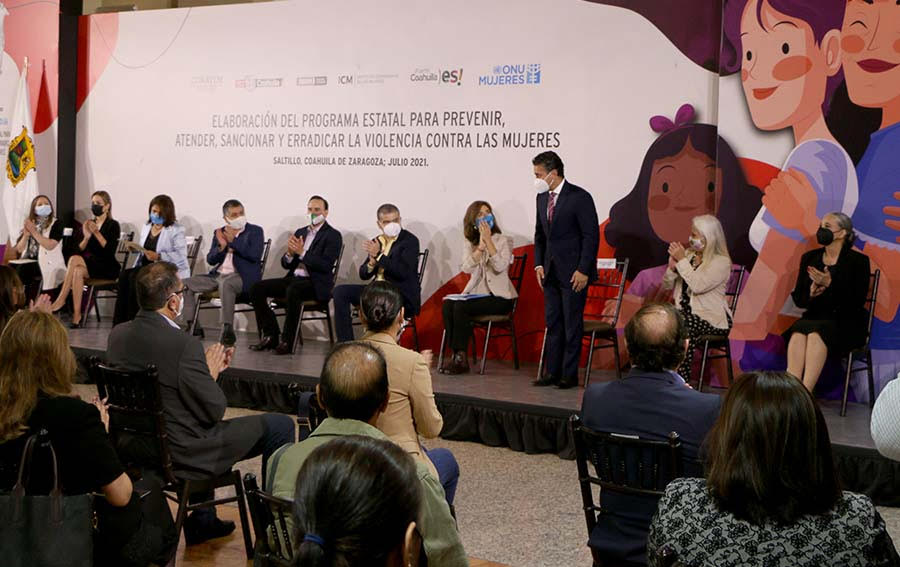 Coahuila
ICM
Coahuila es!
ONU
MUJERES
ELABORACIÓN DEL PROGRAMA ESTATAL PARA PREVENIR,
ATENDER, SANCIONAR Y ERRADICAR LA VIOLENCIA CONTRA LAS MUJERES
SALTILLO, COAHUILA DE ZARAGOZA; JULIO 2021.